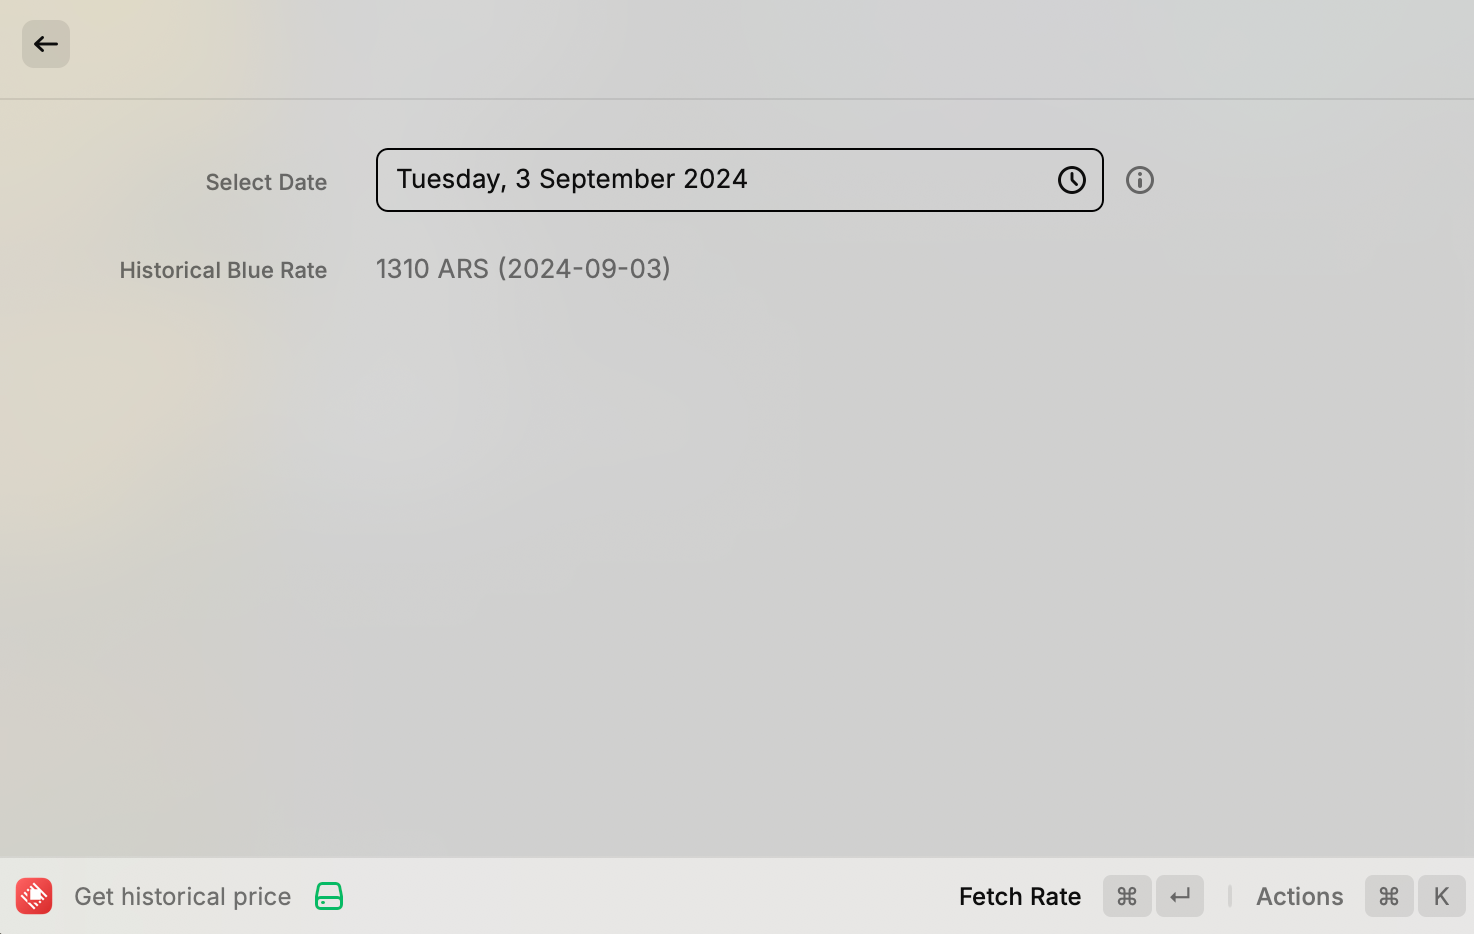 Select Date
Tuesday, 3 September 2024
Historical Blue Rate
1310 ARS (2024-09-03)
Get historical price
Fetch Rate ⌘ ↵ Actions ⌘ K